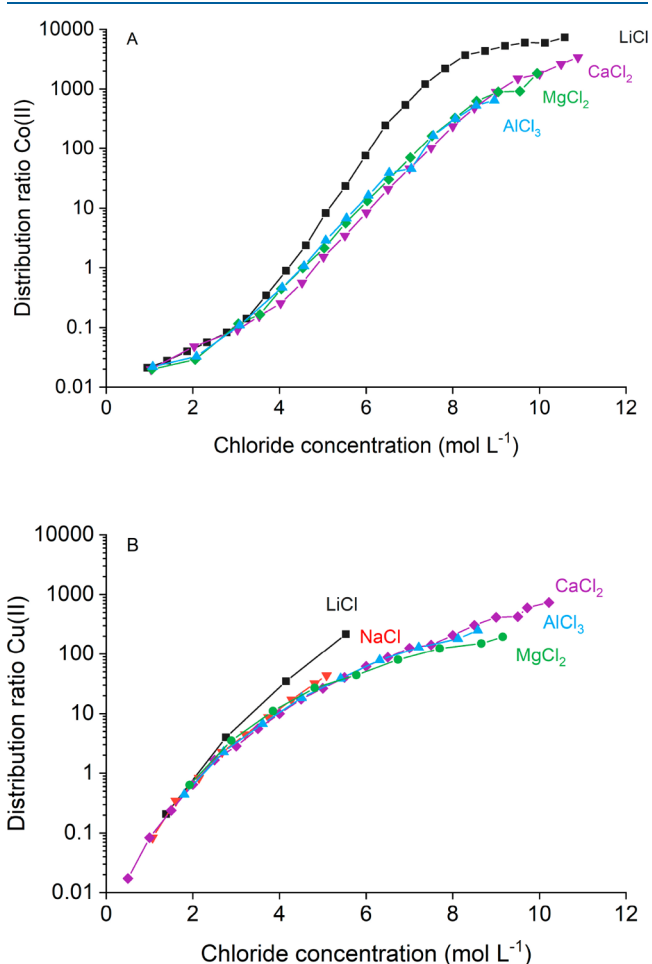 A
10000
1000
100
10
1
0.1
0.01
Distribution ratio Co(II)
LiCl
CaCl₂
MgCl₂
AlCl₃
0 2 4 6 8 10 12
Chloride concentration (mol L⁻¹)
B
10000
1000
100
10
1
0.1
0.01
Distribution ratio Cu(II)
CaCl₂
LiCl
AlCl₃
NaCl
MgCl₂
0 2 4 6 8 10 12
Chloride concentration (mol L⁻¹)